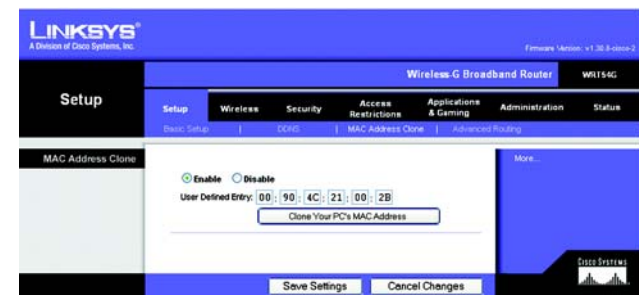 LINKSYS®
A Division of Cisco Systems, Inc.
Firmware Version: v1.30.8-cisco-2
Wireless-G Broadband Router WRT54G
Setup
Setup Wireless Security Access Restrictions Applications & Gaming Administration Status
Basic Setup | DDNS | MAC Address Clone | Advanced Routing
MAC Address Clone
More...
Enable Disable
User Defined Entry: 00 : 90 : 4C : 21 : 00 : 2B
Clone Your PC's MAC Address
CISCO SYSTEMS
Save Settings Cancel Changes